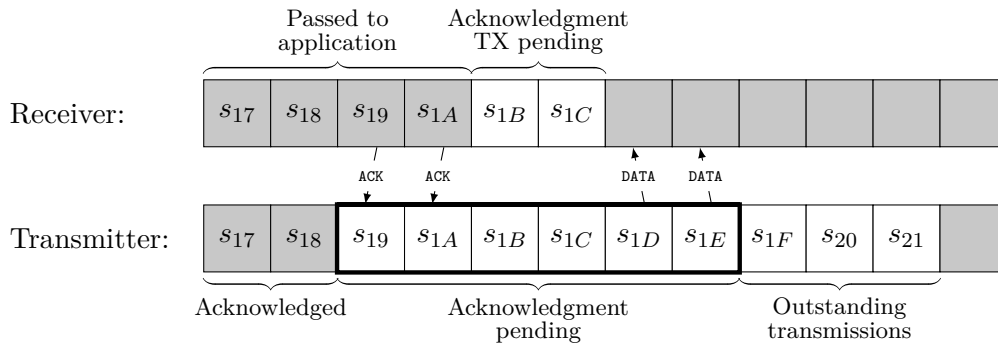 Passed to
application
Acknowledgment
TX pending
Receiver:
s17 s18 s19 s1A s1B s1C
ACK ACK DATA DATA
Transmitter:
s17 s18 s19 s1A s1B s1C s1D s1E s1F s20 s21
Acknowledged
Acknowledgment
pending
Outstanding
transmissions